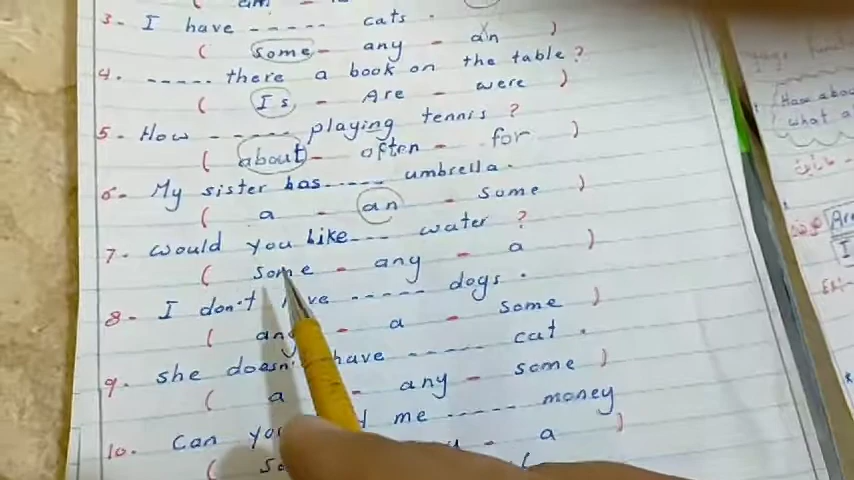 3- I have ------ cats.
( some - any - an )
4. ----- there a book on the table?
( Is - Are - were )
5- How ------ playing tennis?
( about - often - for )
6- My sister has ----- umbrella.
( a - an - some )
7- would you like ---- water?
( some - any - a )
8- I don't have ------ dogs.
( any - a - some )
9- she doesn't have ------ cat.
( a - any - some )
10- Can you me ------ money
- a )
what a